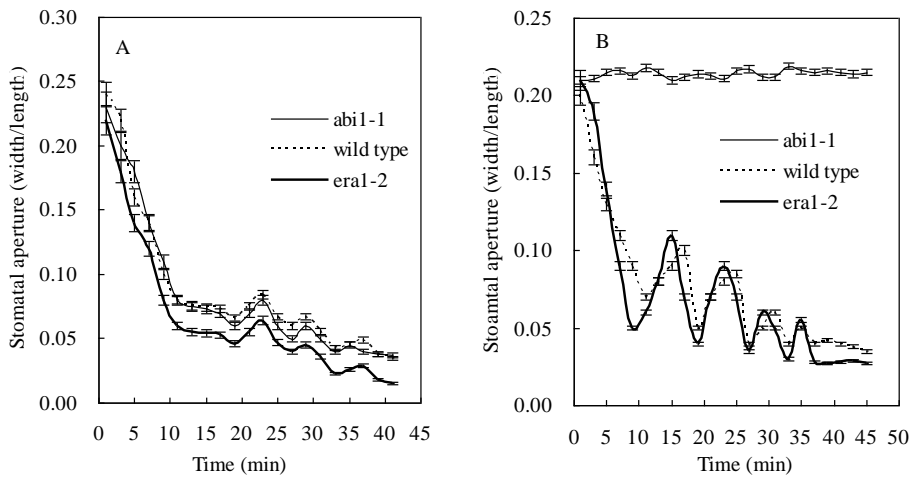 A
Stomatal aperture (width/length)
0.30
0.25
0.20
0.15
0.10
0.05
0.00
abi1-1
wild type
era1-2
0 5 10 15 20 25 30 35 40 45
Time (min)
B
Stoamtal aperture (width/length)
0.25
0.20
0.15
0.10
0.05
0.00
abi1-1
wild type
era1-2
0 5 10 15 20 25 30 35 40 45 50
Time (min)